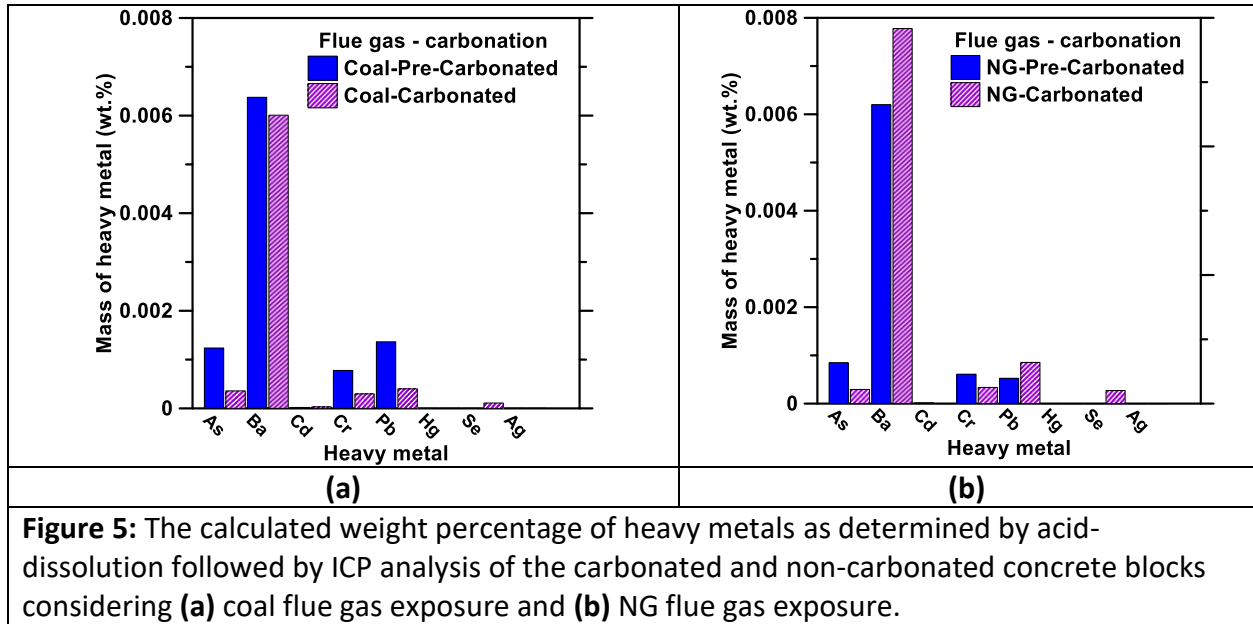 0.008
0.006
0.004
0.002
0
Mass of heavy metal (wt.%)
Flue gas - carbonation
Coal-Pre-Carbonated
Coal-Carbonated
As
Ba
Cd
Cr
Pb
Hg
Se
Ag
Heavy metal
0.008
0.006
0.004
0.002
0
Mass of heavy metal (wt.%)
Flue gas - carbonation
NG-Pre-Carbonated
NG-Carbonated
As
Ba
Cd
Cr
Pb
Hg
Se
Ag
Heavy metal
(a)
(b)
Figure 5: The calculated weight percentage of heavy metals as determined by acid-
dissolution followed by ICP analysis of the carbonated and non-carbonated concrete blocks
considering (a) coal flue gas exposure and (b) NG flue gas exposure.